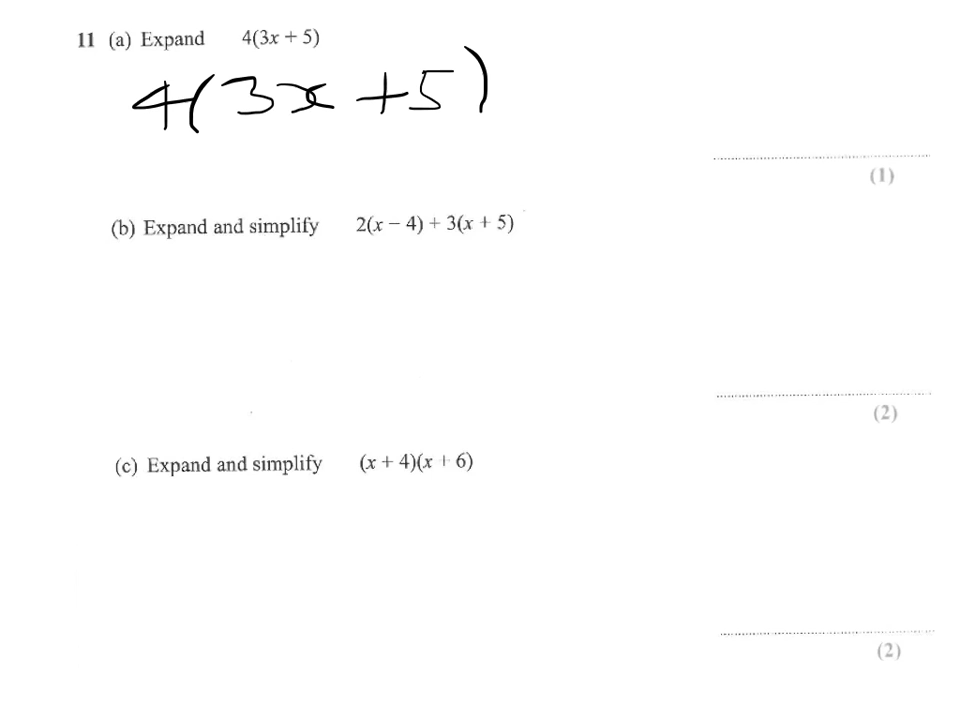 11 (a) Expand 4(3x + 5)
4(3x + 5)
(1)
(b) Expand and simplify 2(x − 4) + 3(x + 5)
(2)
(c) Expand and simplify (x + 4)(x + 6)
(2)